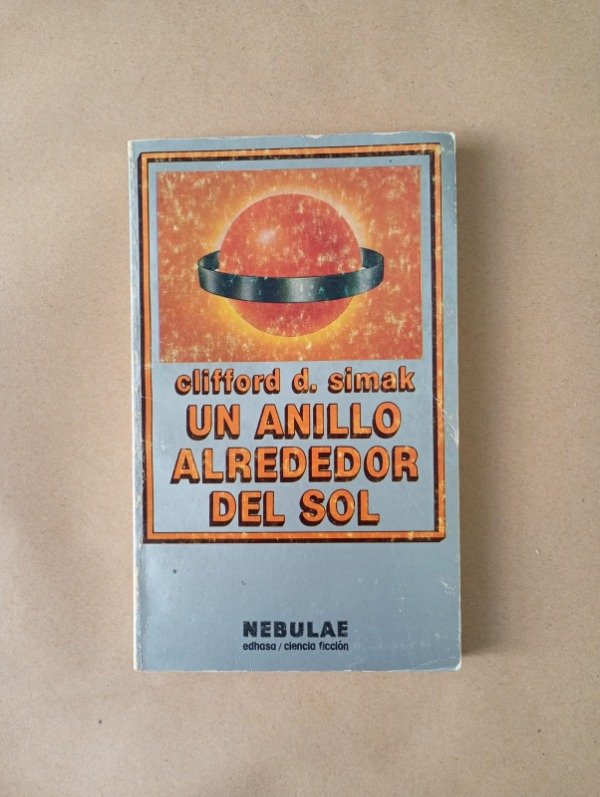 clifford d. simak
UN ANILLO
ALREDEDOR
DEL SOL
NEBULAE
edhasa / ciencia ficción